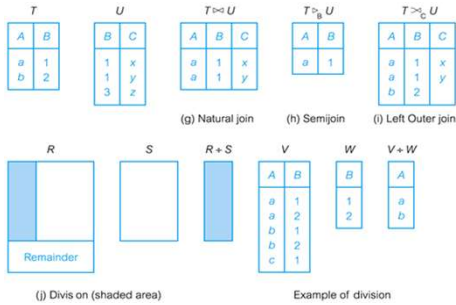 T U T ⋈ U T ▷B U T ⟕C U
A B B C A B C A B A B C
a 1 1 x a 1 x a 1 a 1 x
b 2 1 y a 1 y a 1 y
3 z b 2
(g) Natural join (h) Semijoin (i) Left Outer join
R S R ÷ S V W V ÷ W
A B B A
a 1 1 a
a 2 2 b
b 1
b 2
c 1
Remainder
(j) Divis on (shaded area) Example of division